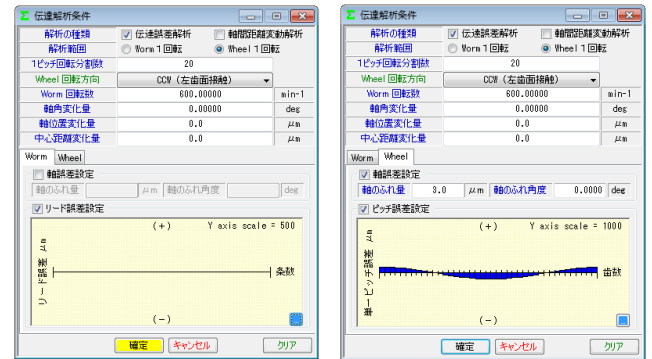 Σ 伝達解析条件
解析の種類 伝達誤差解析 軸間距離変動解析
解析範囲 Worm 1 回転 Wheel 1 回転
1ピッチ回転分割数 20
Wheel 回転方向 CCW (左歯面接触)
Worm 回転数 600.00000 min-1
軸角変化量 0.00000 deg
軸位置変化量 0.0 μm
中心距離変化量 0.0 μm
Worm Wheel
軸誤差設定
軸のふれ量 μm 軸のふれ角度 deg
リード誤差設定
(+) Y axis scale = 500
リード誤差 μm
条数
(-)
確定 キャンセル クリア
Σ 伝達解析条件
解析の種類 伝達誤差解析 軸間距離変動解析
解析範囲 Worm 1 回転 Wheel 1 回転
1ピッチ回転分割数 20
Wheel 回転方向 CCW (左歯面接触)
Worm 回転数 600.00000 min-1
軸角変化量 0.00000 deg
軸位置変化量 0.0 μm
中心距離変化量 0.0 μm
Worm Wheel
軸誤差設定
軸のふれ量 3.0 μm 軸のふれ角度 0.0000 deg
ピッチ誤差設定
(+) Y axis scale = 1000
単一ピッチ誤差 μm
歯数
(-)
確定 キャンセル クリア